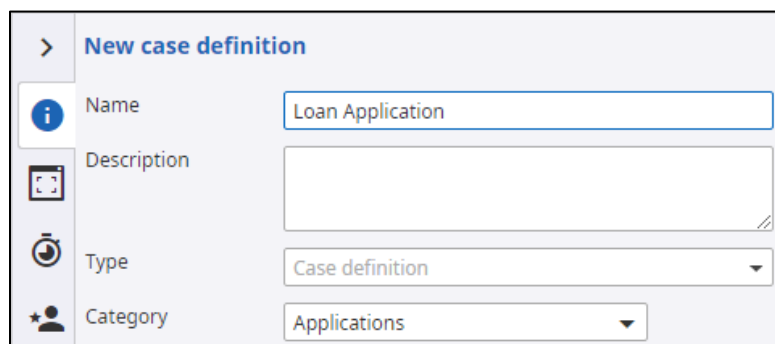 New case definition
Name
Loan Application
Description
Type
Case definition
Category
Applications